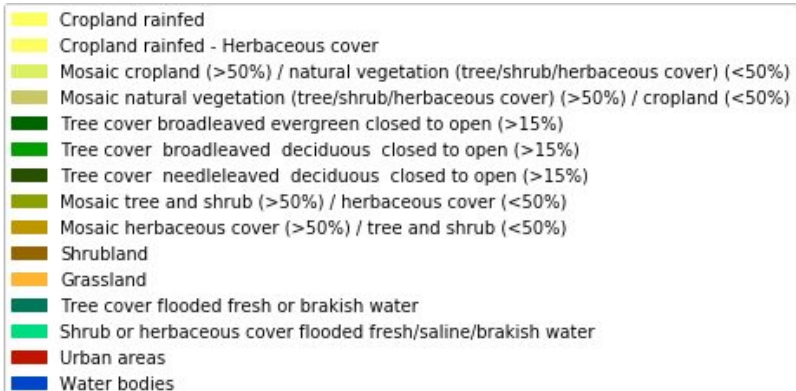 Cropland rainfed
Cropland rainfed - Herbaceous cover
Mosaic cropland (>50%) / natural vegetation (tree/shrub/herbaceous cover) (<50%)
Mosaic natural vegetation (tree/shrub/herbaceous cover) (>50%) / cropland (<50%)
Tree cover broadleaved evergreen closed to open (>15%)
Tree cover  broadleaved  deciduous  closed to open (>15%)
Tree cover  needleleaved  deciduous  closed to open (>15%)
Mosaic tree and shrub (>50%) / herbaceous cover (<50%)
Mosaic herbaceous cover (>50%) / tree and shrub (<50%)
Shrubland
Grassland
Tree cover flooded fresh or brakish water
Shrub or herbaceous cover flooded fresh/saline/brakish water
Urban areas
Water bodies